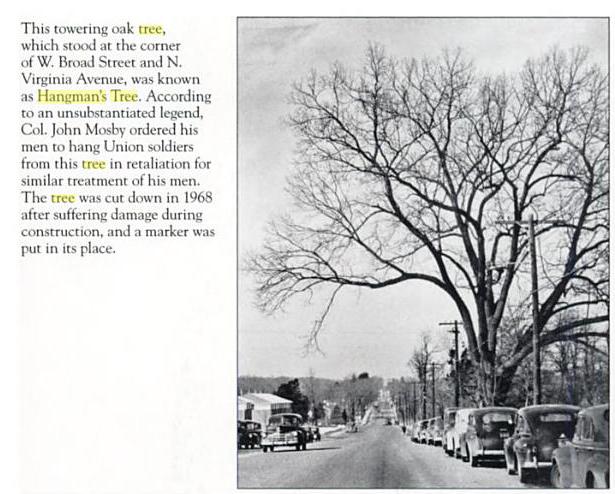 This towering oak tree,
which stood at the corner
of W. Broad Street and N.
Virginia Avenue, was known
as Hangman's Tree. According
to an unsubstantiated legend,
Col. John Mosby ordered his
men to hang Union soldiers
from this tree in retaliation for
similar treatment of his men.
The tree was cut down in 1968
after suffering damage during
construction, and a marker was
put in its place.